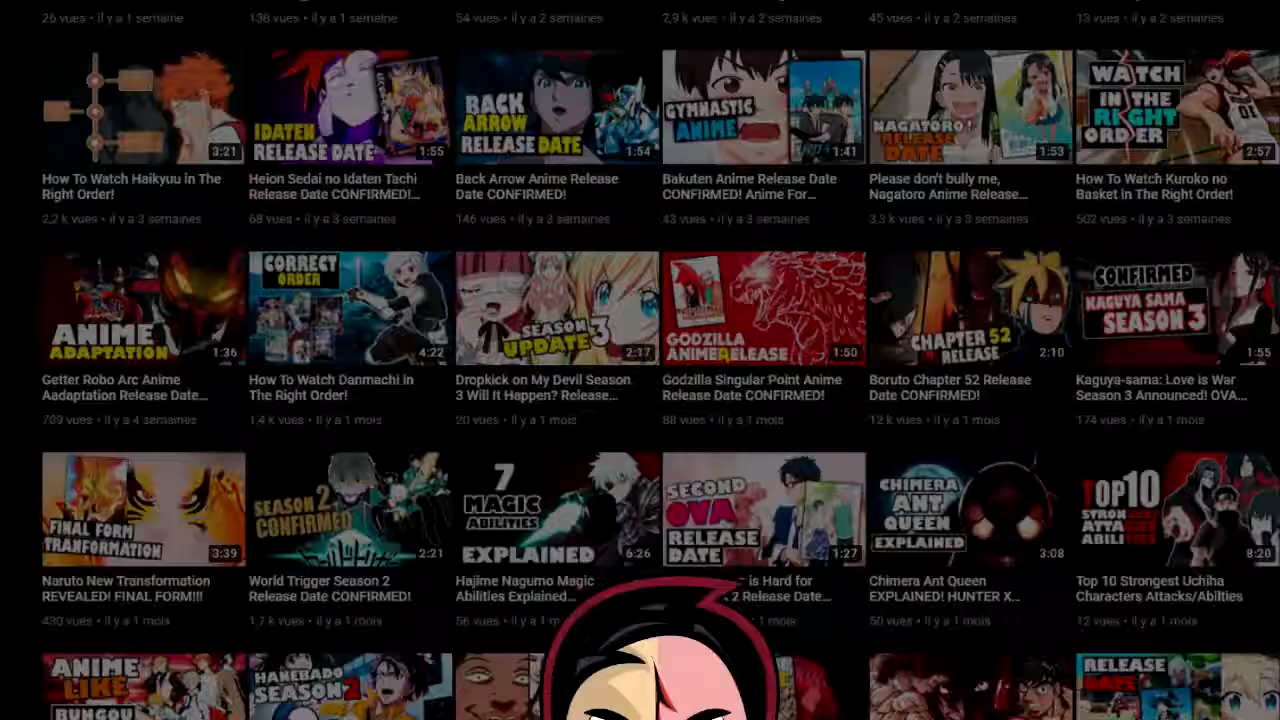 26 vues • il y a 1 semaine
138 vues • il y a 1 semaine
54 vues • il y a 2 semaines
2,9 k vues • il y a 2 semaines
45 vues • il y a 2 semaines
13 vues • il y a 2 semaines
3:21
IDATEN
RELEASE DATE
1:55
BACK
ARROW
RELEASE DATE
1:54
GYMNASTIC
ANIME
1:41
NAGATORO!
RELEASE
DATE
1:53
WATCH
IN THE
RIGHT
ORDER
2:57
How To Watch Haikyuu in The
Right Order!
Heion Sedai no Idaten Tachi
Release Date CONFIRMED!...
Back Arrow Anime Release
Date CONFIRMED!
Bakuten Anime Release Date
CONFIRMED! Anime For...
Please don't bully me,
Nagatoro Anime Release...
How To Watch Kuroko no
Basket in The Right Order!
2,2 k vues • il y a 3 semaines
68 vues • il y a 3 semaines
146 vues • il y a 3 semaines
43 vues • il y a 3 semaines
3,3 k vues • il y a 3 semaines
502 vues • il y a 3 semaines
ANIME
ADAPTATION
1:36
CORRECT
ORDER
4:22
SEASON 3
UPDATE
2:17
GODZILLA
ANIME RELEASE
1:50
CHAPTER 52
RELEASE
2:10
CONFIRMED
KAGUYA SAMA
SEASON 3
1:55
Getter Robo Arc Anime
Aadaptation Release Date...
How To Watch Danmachi in
The Right Order!
Dropkick on My Devil Season
3 Will It Happen? Release...
Godzilla Singular Point Anime
Release Date CONFIRMED!
Boruto Chapter 52 Release
Date CONFIRMED!
Kaguya-sama: Love is War
Season 3 Announced! OVA...
709 vues • il y a 4 semaines
1,4 k vues • il y a 1 mois
20 vues • il y a 1 mois
88 vues • il y a 1 mois
12 k vues • il y a 1 mois
174 vues • il y a 1 mois
FINAL FORM
TRANFORMATION
3:39
SEASON 2
CONFIRMED
2:21
7
MAGIC
ABILITIES
EXPLAINED
6:26
SECOND
OVA
RELEASE
DATE
1:27
CHIMERA
ANT
QUEEN
EXPLAINED
3:08
TOP 10
8:20
Naruto New Transformation
REVEALED! FINAL FORM!!!
World Trigger Season 2
Release Date CONFIRMED!
Hajime Nagumo Magic
Abilities Explained...
is Hard for
2 Release Date...
Chimera Ant Queen
EXPLAINED! HUNTER X...
Top 10 Strongest Uchiha
Characters Attacks/Abilties
430 vues • il y a 1 mois
1,7 k vues • il y a 1 mois
56 vues • il y a 1 mois
1 mois
50 vues • il y a 1 mois
12 vues • il y a 1 mois
ANIME
LIKE
BUNGOU
HANEBADO
SEASON 2
RELEASE
DATE